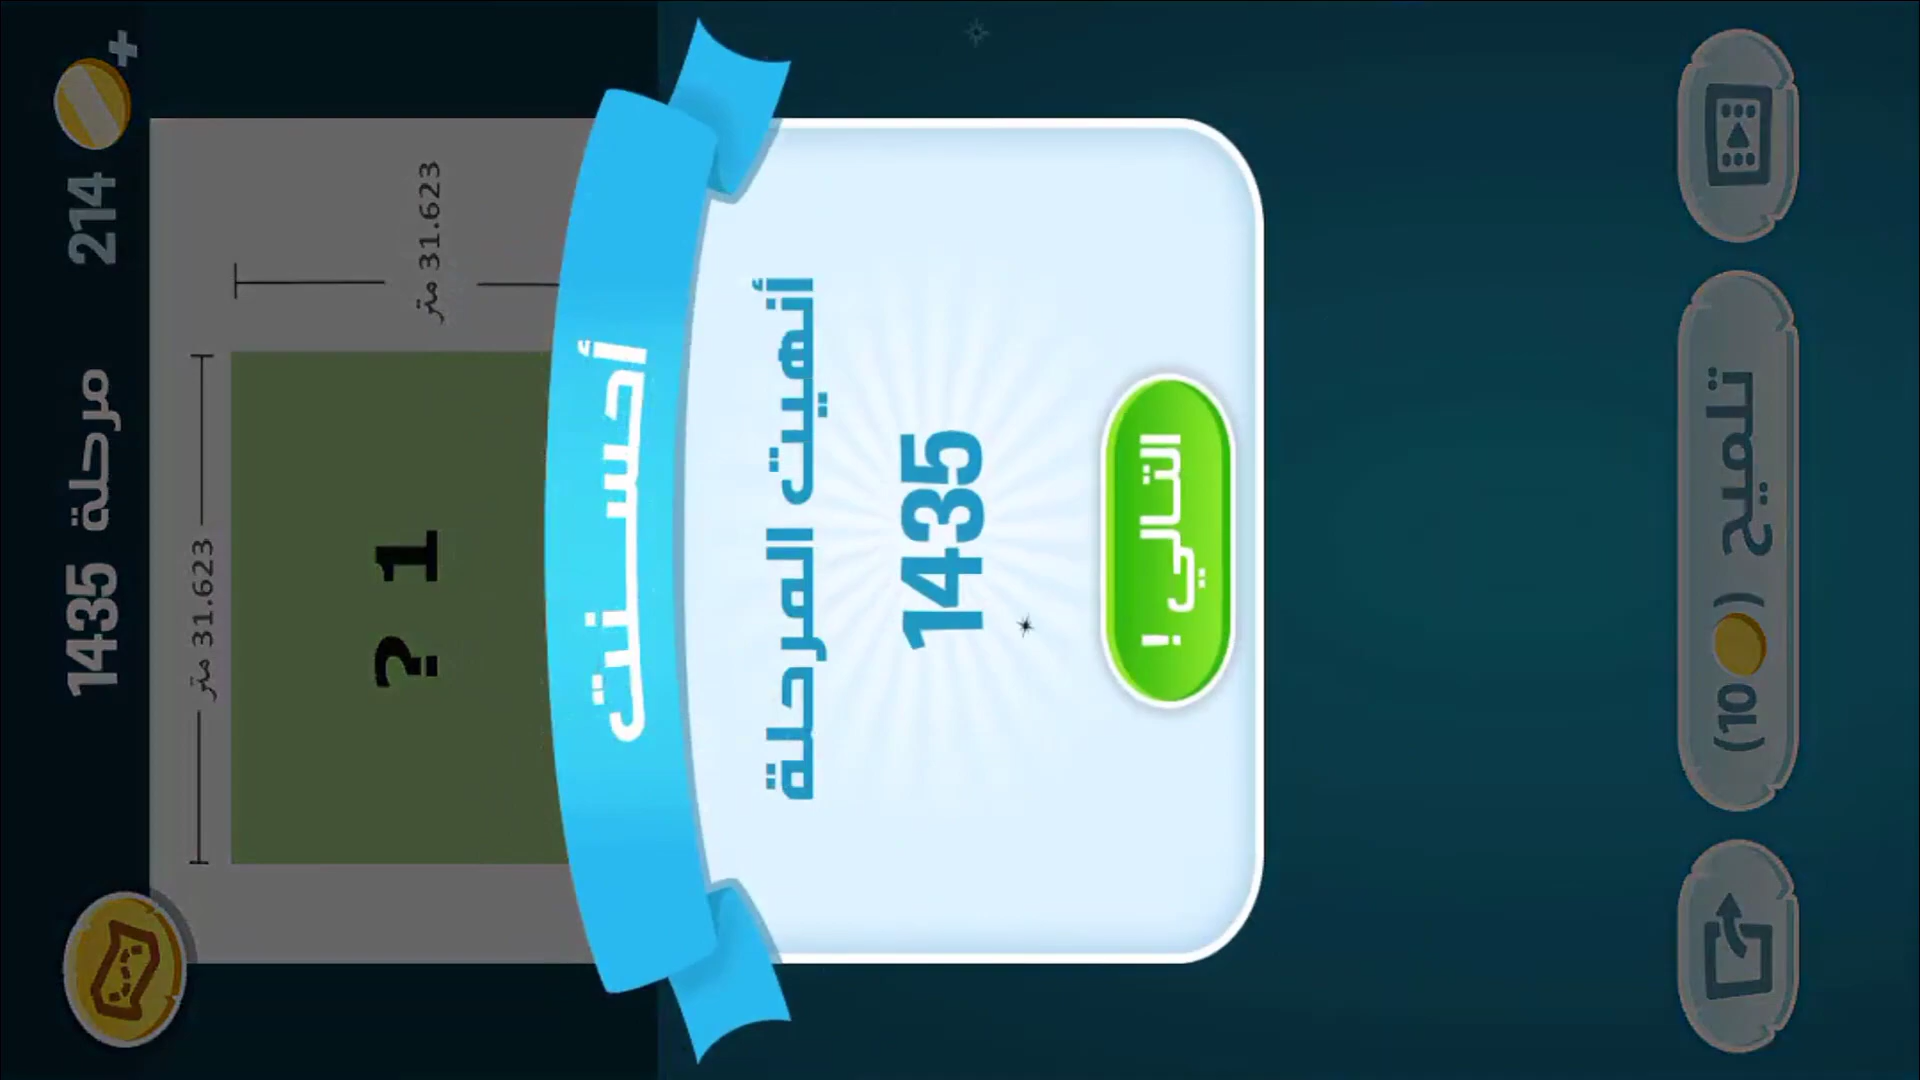 مرحلة 1435
214
+
31.623 متر
31.623 متر
1 ?
أحسنت
أنهيت المرحلة
1435
التالي !
تلميح (10)